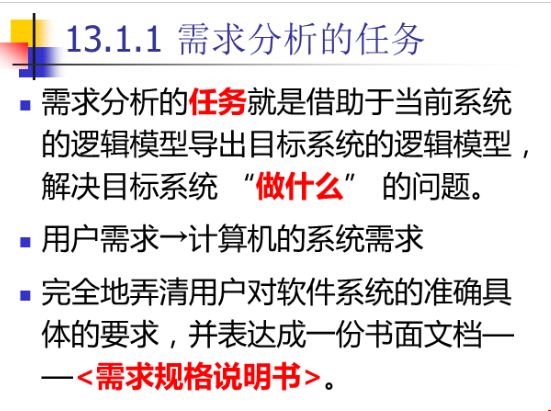 13.1.1 需求分析的任务
需求分析的任务就是借助于当前系统
的逻辑模型导出目标系统的逻辑模型，
解决目标系统 “做什么” 的问题。
用户需求→计算机的系统需求
完全地弄清用户对软件系统的准确具
体的要求，并表达成一份书面文档—
—<需求规格说明书>。